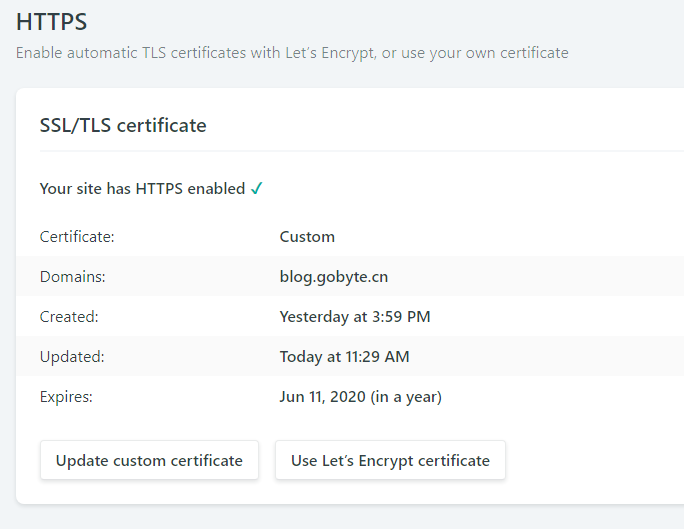 HTTPS
Enable automatic TLS certificates with Let's Encrypt, or use your own certificate
SSL/TLS certificate
Your site has HTTPS enabled ✓
Certificate: Custom
Domains: blog.gobyte.cn
Created: Yesterday at 3:59 PM
Updated: Today at 11:29 AM
Expires: Jun 11, 2020 (in a year)
Update custom certificate Use Let's Encrypt certificate